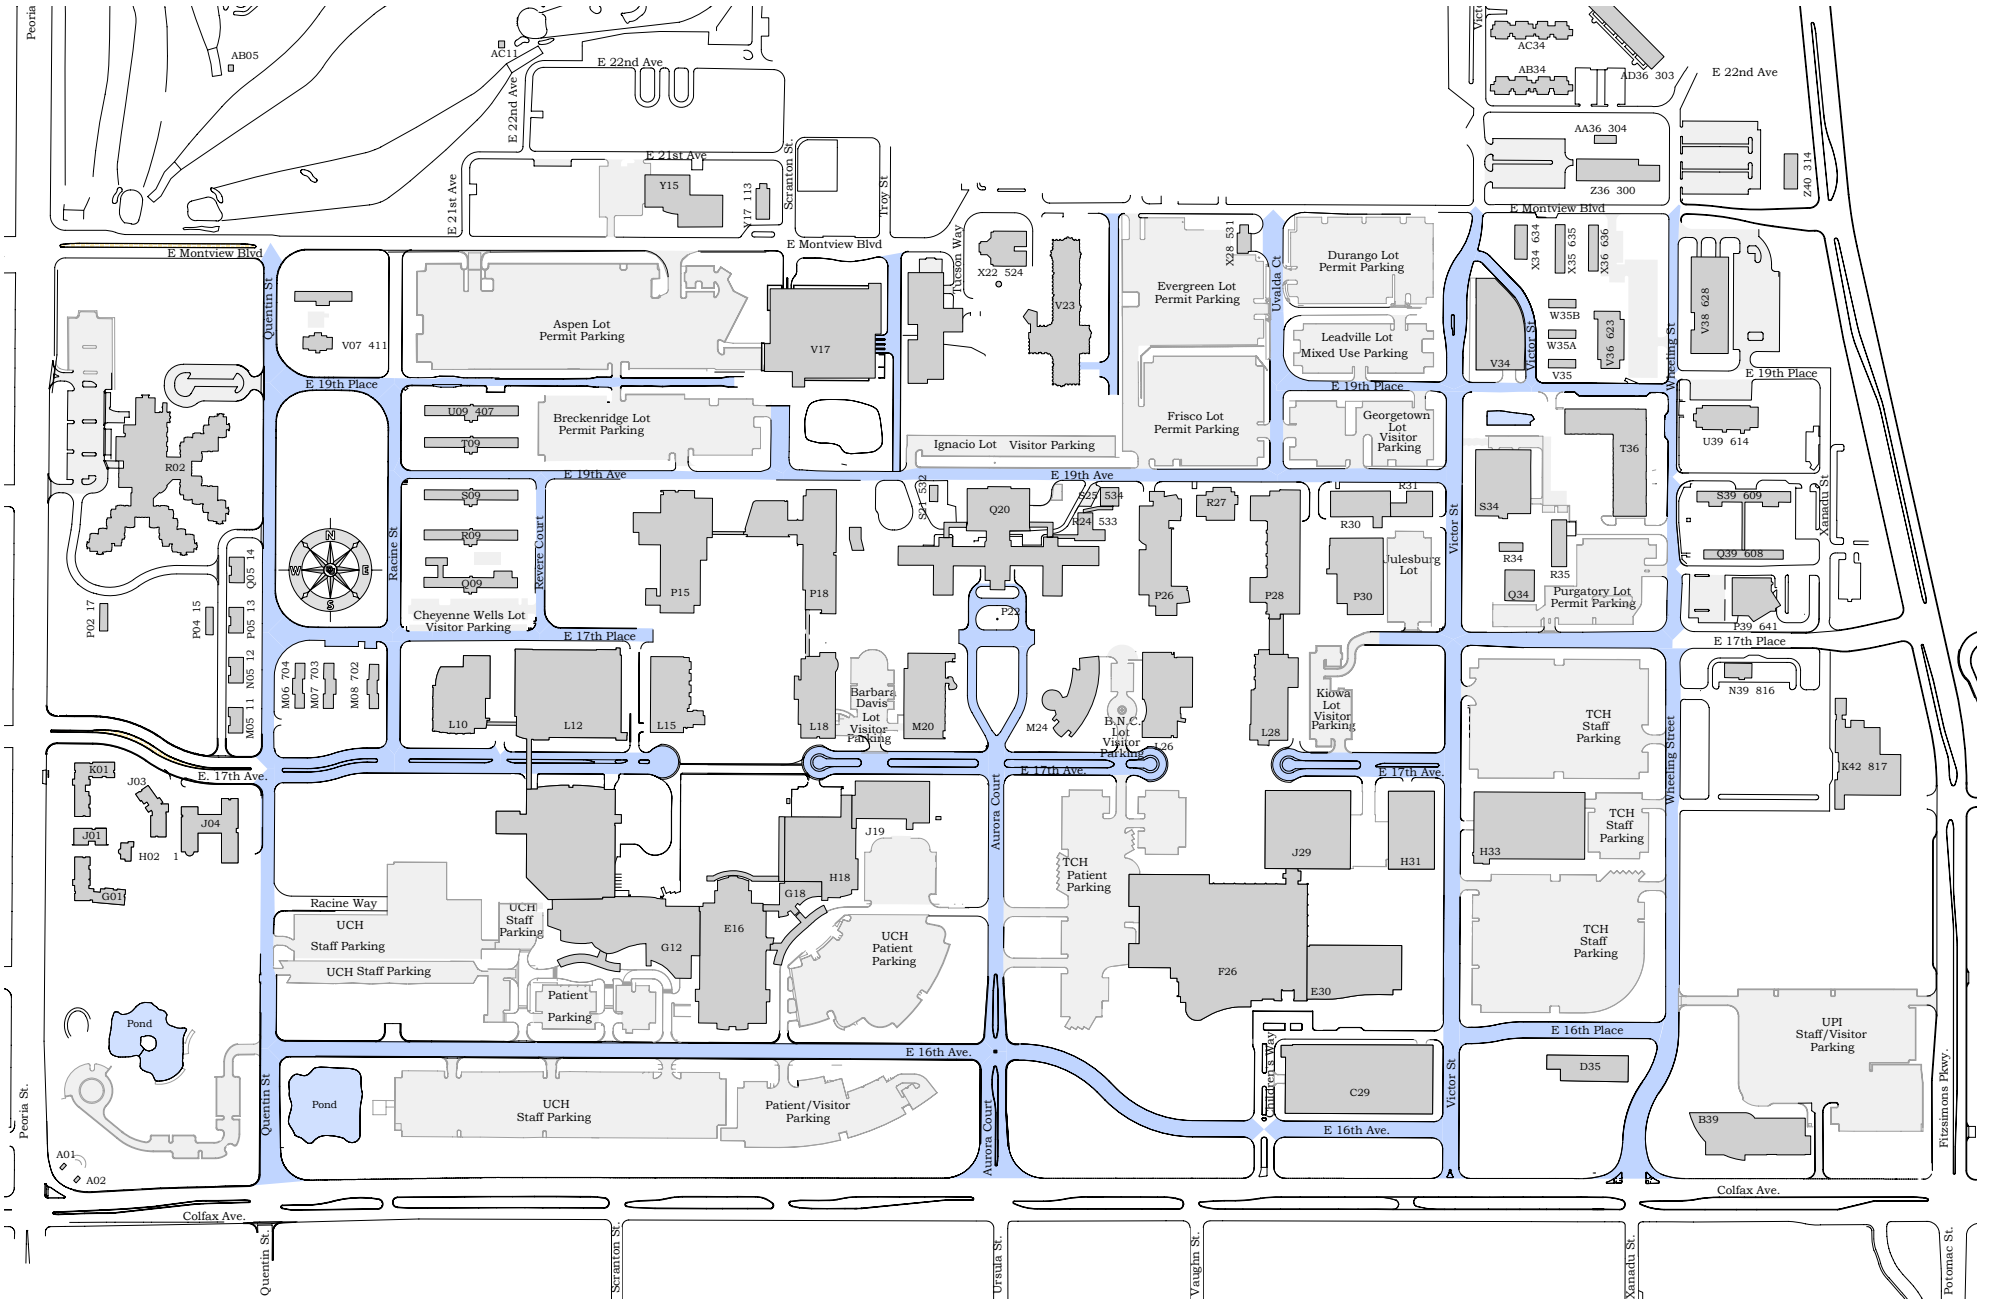 Peoria
AB05
AC11
E 22nd Ave
E 22nd Ave
AC34
AB34
AD36 303
E 22nd Ave
AA36 304
Z36 300
Z40 314
E 21st Ave
E 21st Ave
Y15
Y17 113
Scranton St.
Troy St
E Montview Blvd
E Montview Blvd
E Montview Blvd
Quentin St
V07 411
Aspen Lot
Permit Parking
V17
Tucson Way
X22 524
V23
X28 531
Evergreen Lot
Permit Parking
Uvalda Ct
Durango Lot
Permit Parking
Leadville Lot
Mixed Use Parking
V34
Victor St
X34 634
X35 635
X36 636
W35B
W35A
V35
V36 623
Wheeling St
V38 628
E 19th Place
E 19th Place
E 19th Place
U09 407
T09
Breckenridge Lot
Permit Parking
Ignacio Lot Visitor Parking
Frisco Lot
Permit Parking
Georgetown
Lot
Visitor
Parking
T36
U39 614
R02
E 19th Ave
E 19th Ave
S09
R09
Q09
Revere Court
Racine St
N
W
E
S
Cheyenne Wells Lot
Visitor Parking
P15
P18
S21 532
Q20
S25 534
R24 533
P22
R27
P26
P28
R31
R30
P30
Julesburg
Lot
Victor St
S34
R34
R35
Q34
Purgatory Lot
Permit Parking
S39 609
Q39 608
Xanadu St
P39 641
Q05 14
P02 17
P04 15
P05 13
N05 12
M05 11
M06 704
M07 703
M08 702
E 17th Place
E 17th Place
L10
L12
L15
L18
Barbara
Davis
Lot
Visitor
Parking
M20
M24
B.N.C.
Lot
Visitor
Parking
L26
L28
Kiowa
Lot
Visitor
Parking
TCH
Staff
Parking
N39 816
Wheeling Street
K42 817
E. 17th Ave.
E 17th Ave.
E 17th Ave.
K01
J03
J04
J01
H02 1
G01
Aurora Court
J19
H18
G18
TCH
Patient
Parking
J29
H31
H33
TCH
Staff
Parking
Racine Way
UCH
Staff Parking
UCH
Staff
Parking
UCH Staff Parking
G12
E16
UCH
Patient
Parking
F26
E30
TCH
Staff
Parking
Patient
Parking
Pond
E 16th Ave.
E 16th Place
UPI
Staff/Visitor
Parking
Quentin St
Pond
UCH
Staff Parking
Patient/Visitor
Parking
Aurora Court
Children's Way
C29
E 16th Ave.
Victor St
D35
B39
Fitzsimons Pkwy.
Peoria St.
A01
A02
Colfax Ave.
Colfax Ave.
Quentin St.
Scranton St.
Ursula St.
Vaughn St.
Xanadu St.
Potomac St.